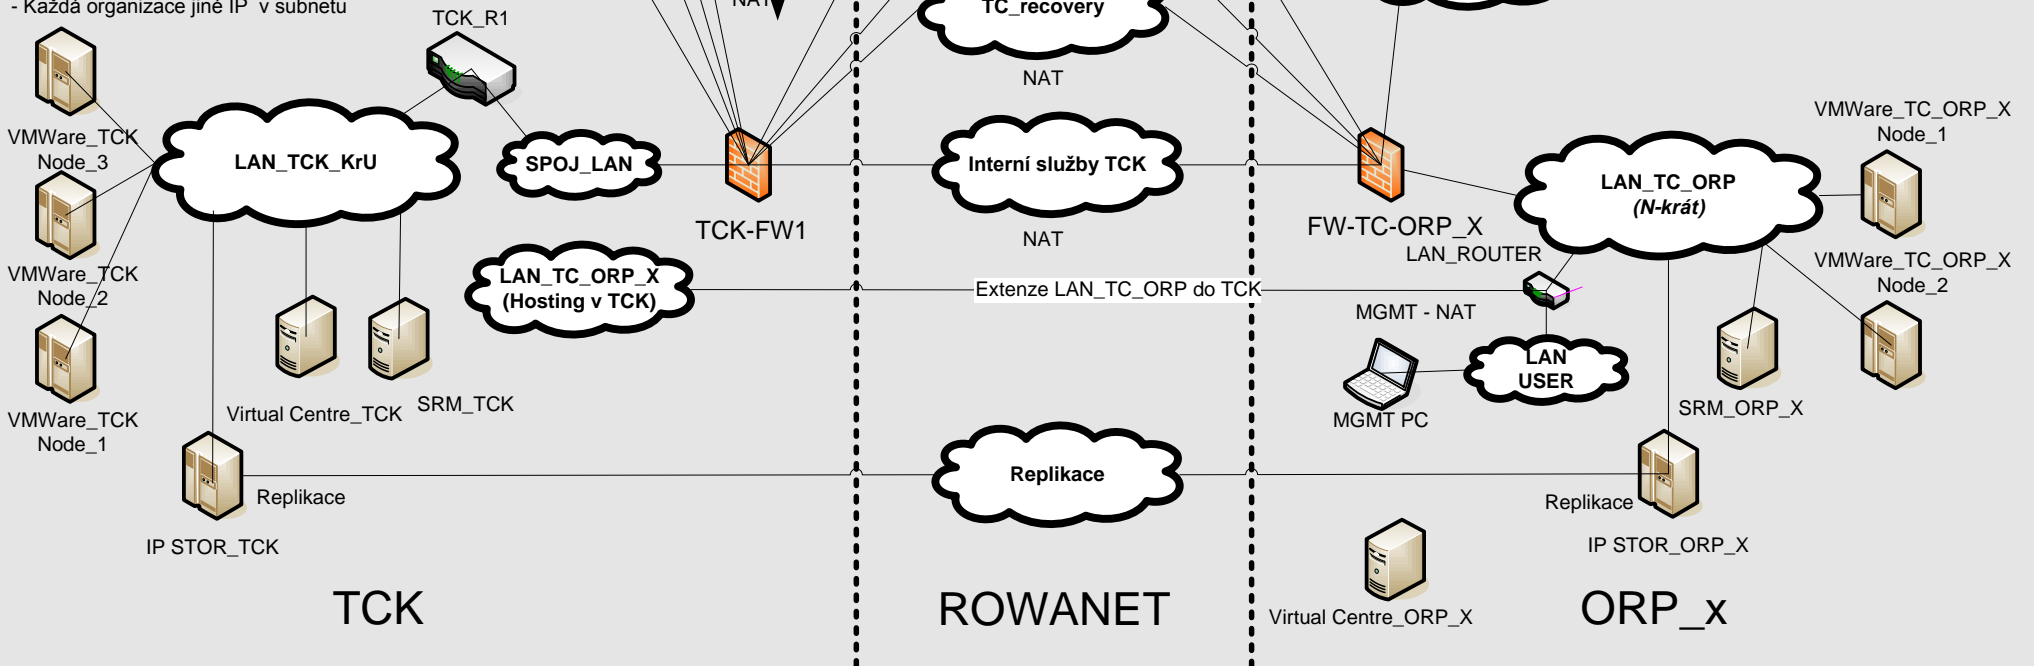 - Každá organizace jiné IP  v subnetu
TCK_R1
NAT
TC_recovery
NAT
VMWare_TCK
Node_3
LAN_TCK_KrU
SPOJ_LAN
TCK-FW1
Interní služby TCK
NAT
FW-TC-ORP_X
LAN_TC_ORP
(N-krát)
VMWare_TC_ORP_X
Node_1
VMWare_TCK
Node_2
LAN_TC_ORP_X
(Hosting v TCK)
Extenze LAN_TC_ORP do TCK
LAN_ROUTER
MGMT - NAT
VMWare_TC_ORP_X
Node_2
VMWare_TCK
Node_1
Virtual Centre_TCK
SRM_TCK
MGMT PC
LAN
USER
SRM_ORP_X
Replikace
IP STOR_TCK
Replikace
Replikace
IP STOR_ORP_X
Virtual Centre_ORP_X
TCK
ROWANET
ORP_x